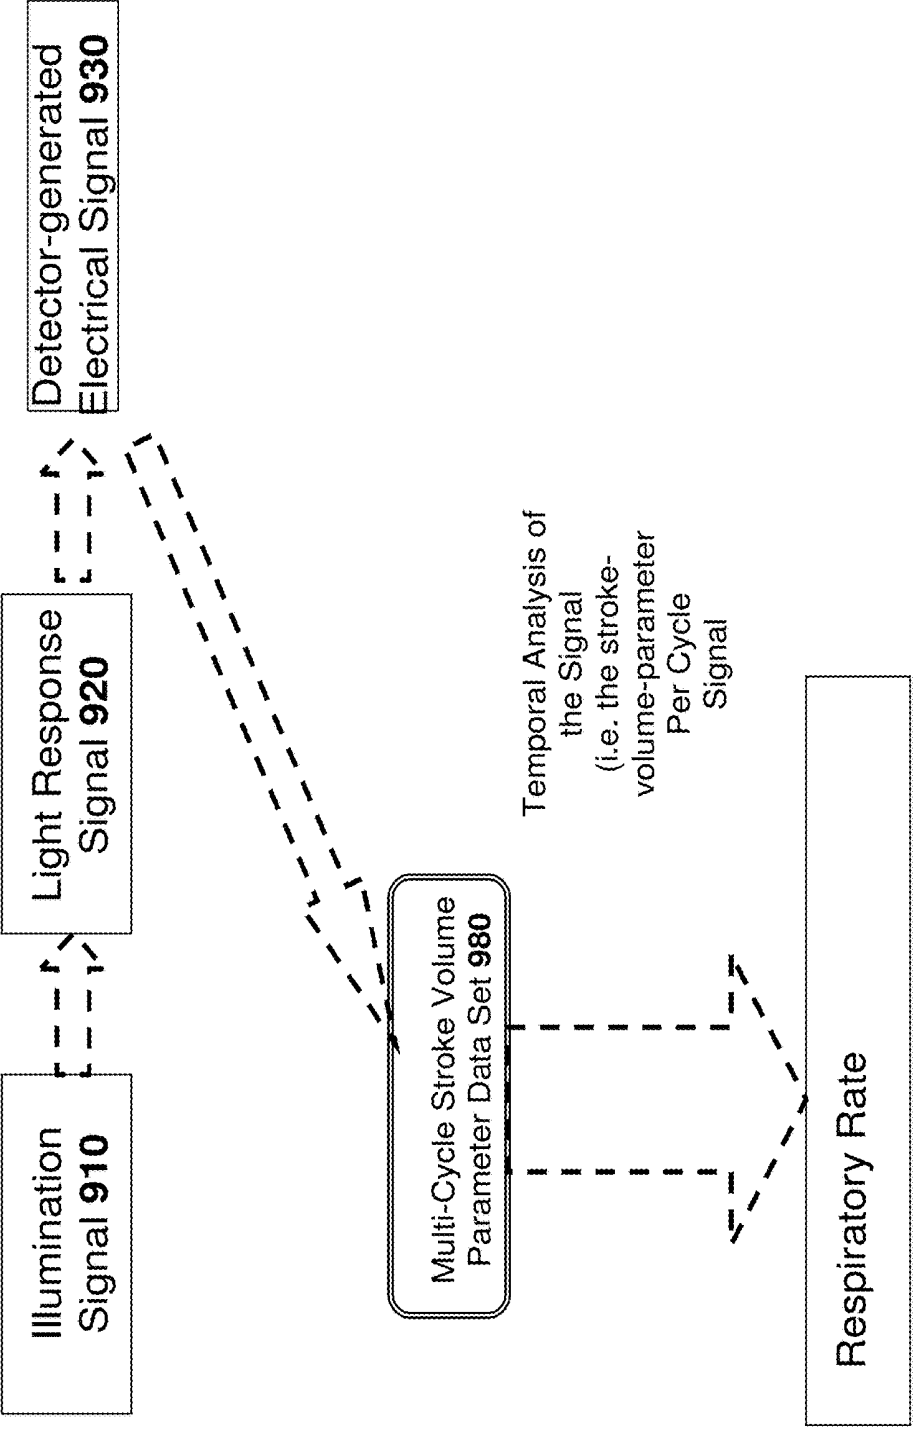 Illumination
Signal 910
Light Response
Signal 920
Detector-generated
Electrical Signal 930
Multi-Cycle Stroke Volume
Parameter Data Set 980
Temporal Analysis of
the Signal
(i.e. the stroke-
volume-parameter
Per Cycle
Signal
Respiratory Rate